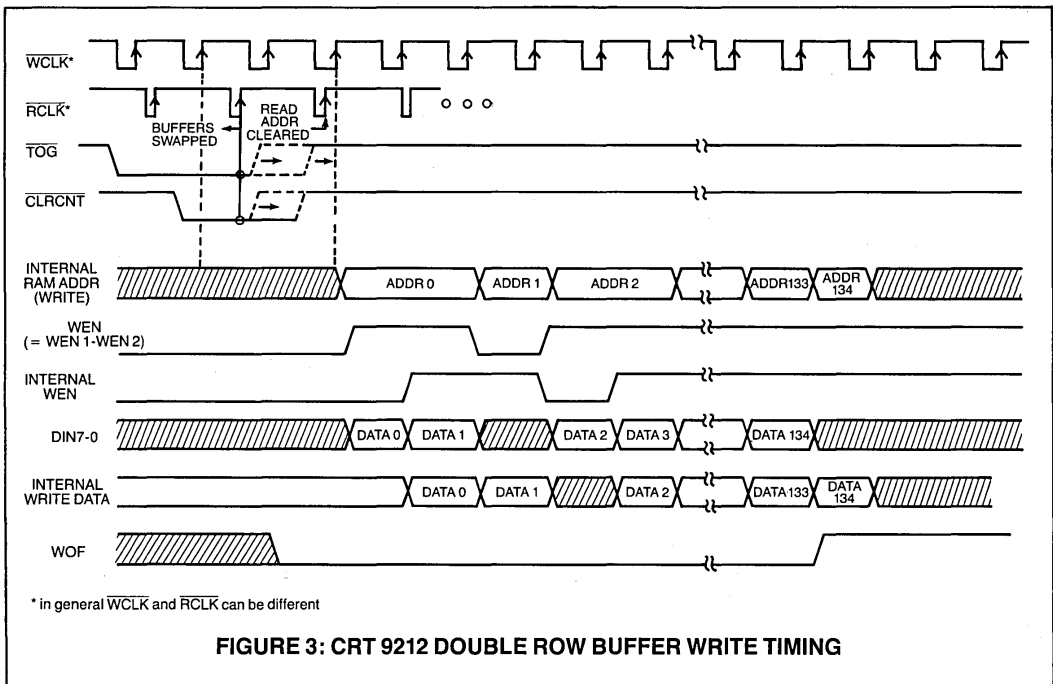 WCLK*
RCLK*
BUFFERS
SWAPPED
READ
ADDR
CLEARED
TOG
CLRCNT
INTERNAL
RAM ADDR
(WRITE)
ADDR 0 ADDR 1 ADDR 2 ADDR133 ADDR
134
WEN
(= WEN 1-WEN 2)
INTERNAL
WEN
DIN7-0 DATA 0 DATA 1 DATA 2 DATA 3 DATA 134
INTERNAL
WRITE DATA
DATA 0 DATA 1 DATA 2 DATA 133 DATA
134
WOF
* in general WCLK and RCLK can be different
FIGURE 3: CRT 9212 DOUBLE ROW BUFFER WRITE TIMING